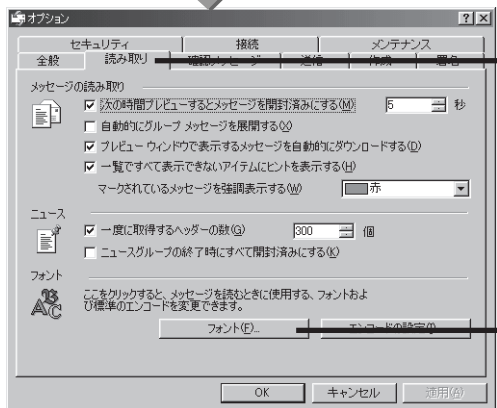 オプション
セキュリティ 接続 メンテナンス
全般 読み取り 確認メッセージ 送信 作成 署名
メッセージの読み取り
次の時間プレビューするとメッセージを開封済みにする(M) 5 秒
自動的にグループ メッセージを展開する(X)
プレビュー ウィンドウで表示するメッセージを自動的にダウンロードする(D)
一覧ですべて表示できないアイテムにヒントを表示する(H)
マークされているメッセージを強調表示する(W) 赤
ニュース
一度に取得するヘッダーの数(G) 300 個
ニュースグループの終了時にすべて開封済みにする(K)
フォント
ここをクリックすると、メッセージを読むときに使用する、フォントおよ
び標準のエンコードを変更できます。
フォント(F)... エンコードの設定(I)...
OK キャンセル 適用(A)